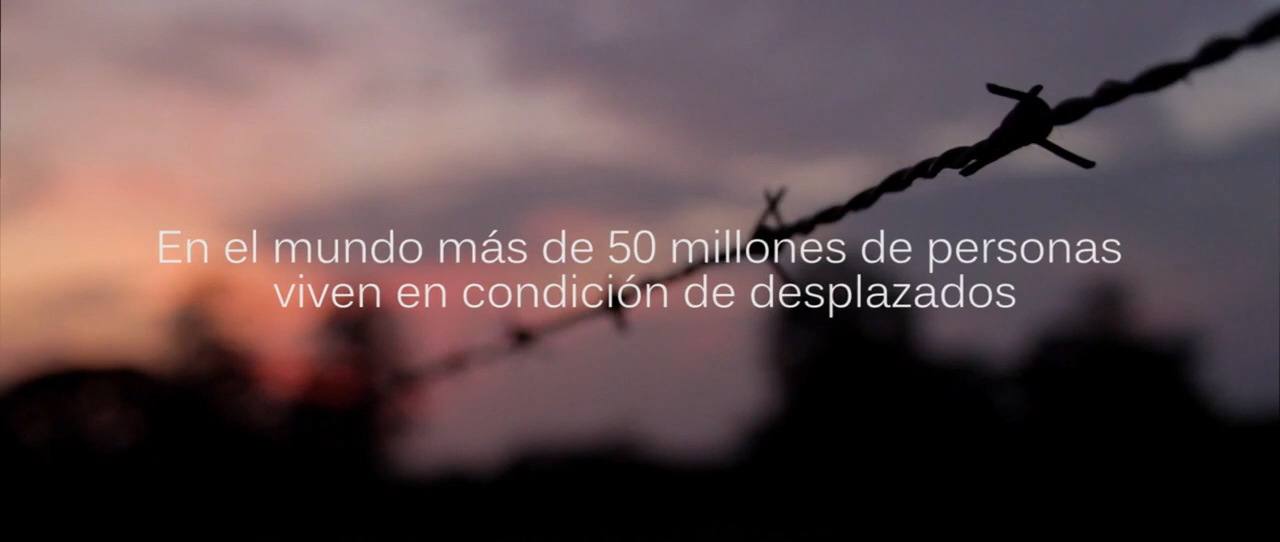 En el mundo más de 50 millones de personas
viven en condición de desplazados